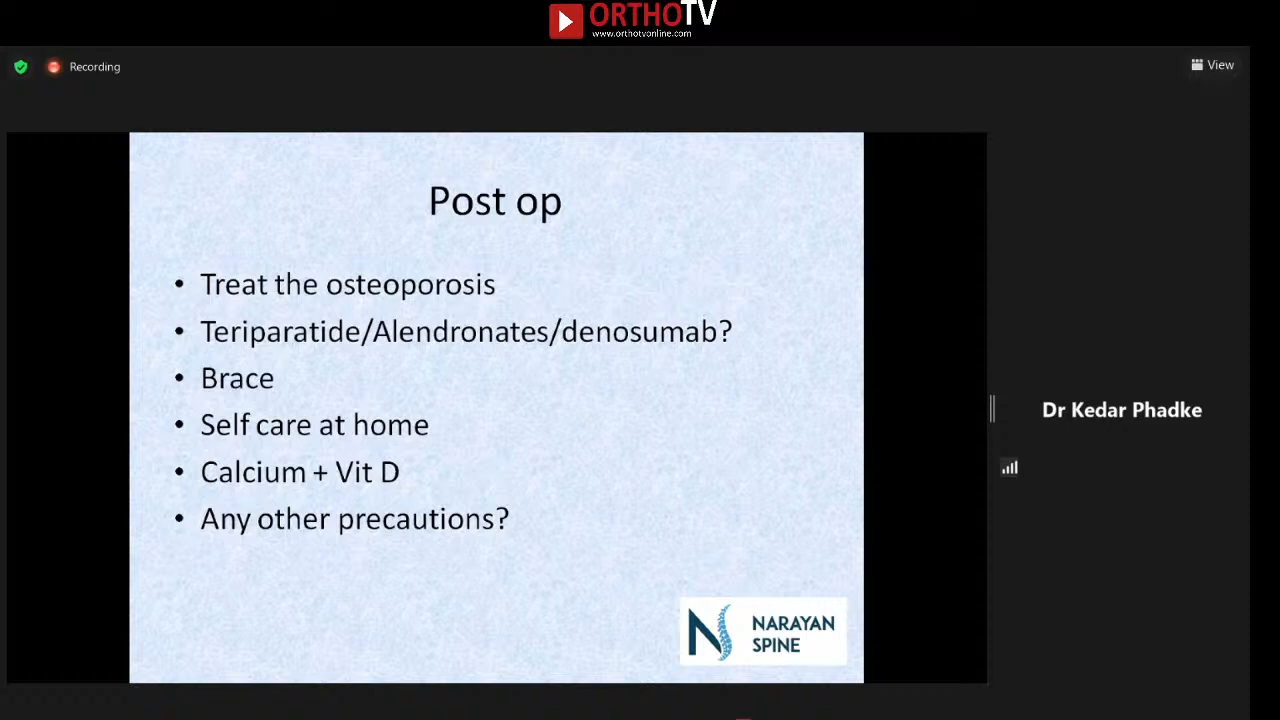 ORTHOTV
www.orthotvonline.com
Recording
View
Post op
• Treat the osteoporosis
• Teriparatide/Alendronates/denosumab?
• Brace
• Self care at home
• Calcium + Vit D
• Any other precautions?
Dr Kedar Phadke
N NARAYAN
SPINE